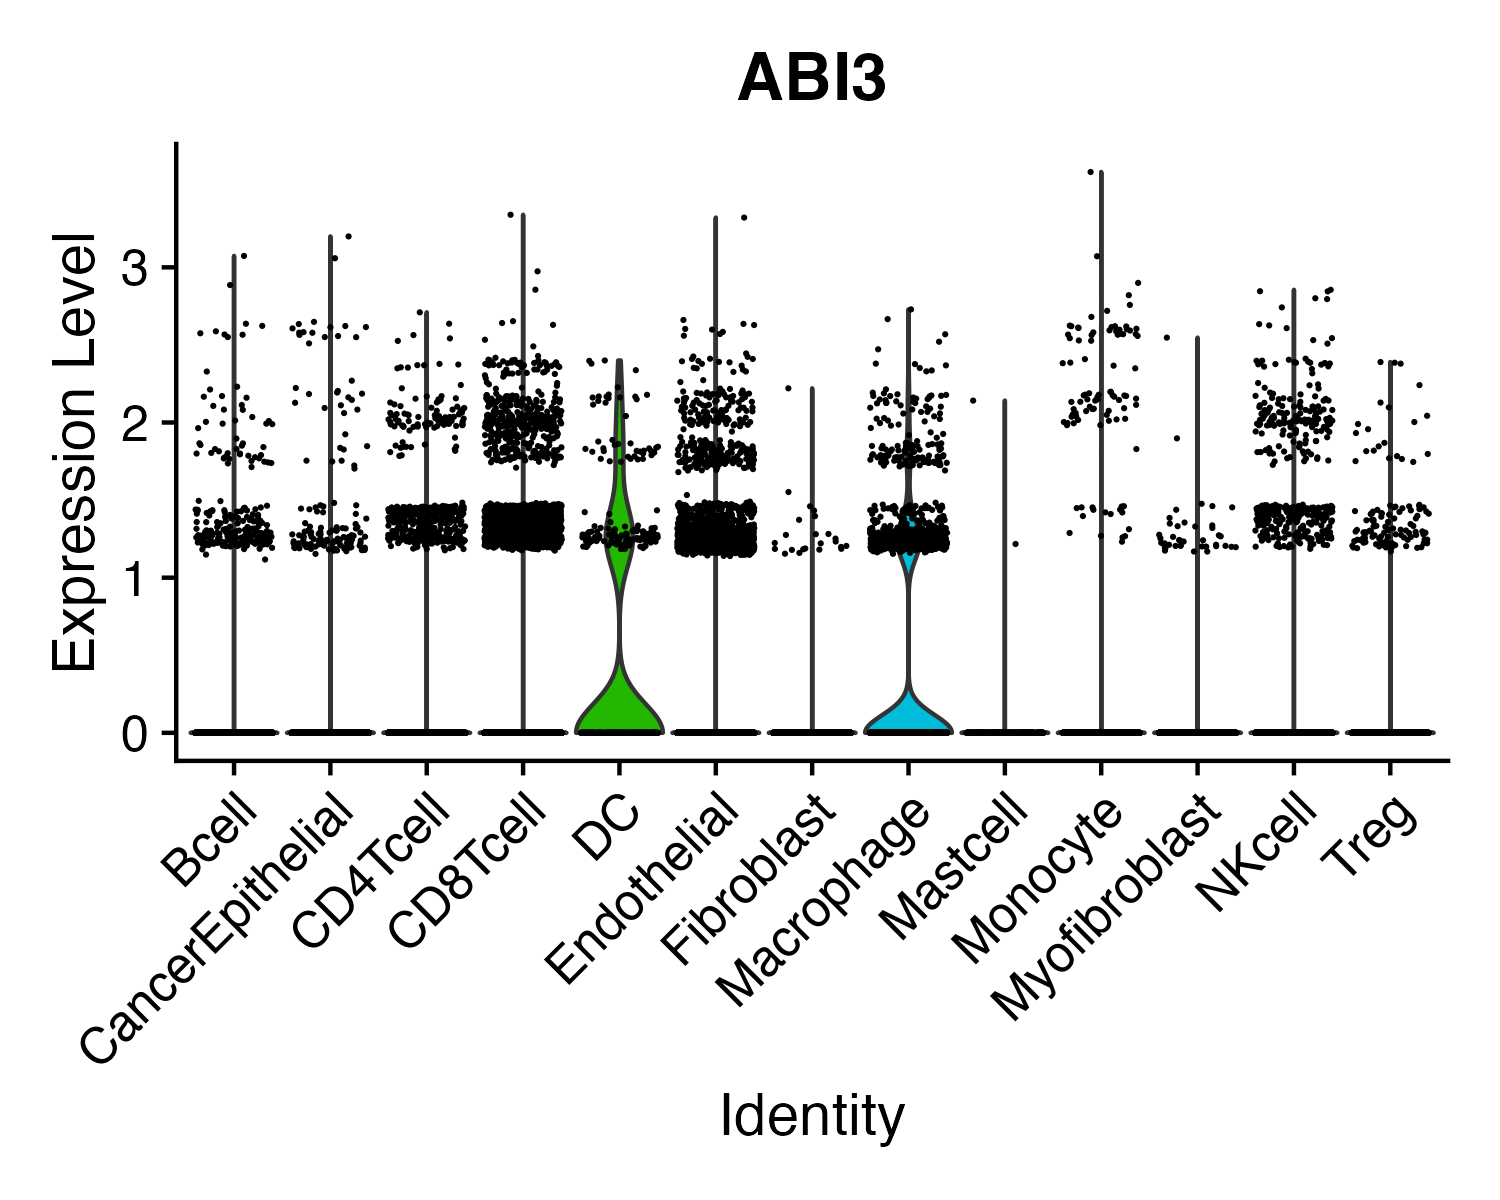 ABI3
Expression Level
3
2
1
0
Bcell
CancerEpithelial
CD4Tcell
CD8Tcell
DC
Endothelial
Fibroblast
Macrophage
Mastcell
Monocyte
Myofibroblast
NKcell
Treg
Identity